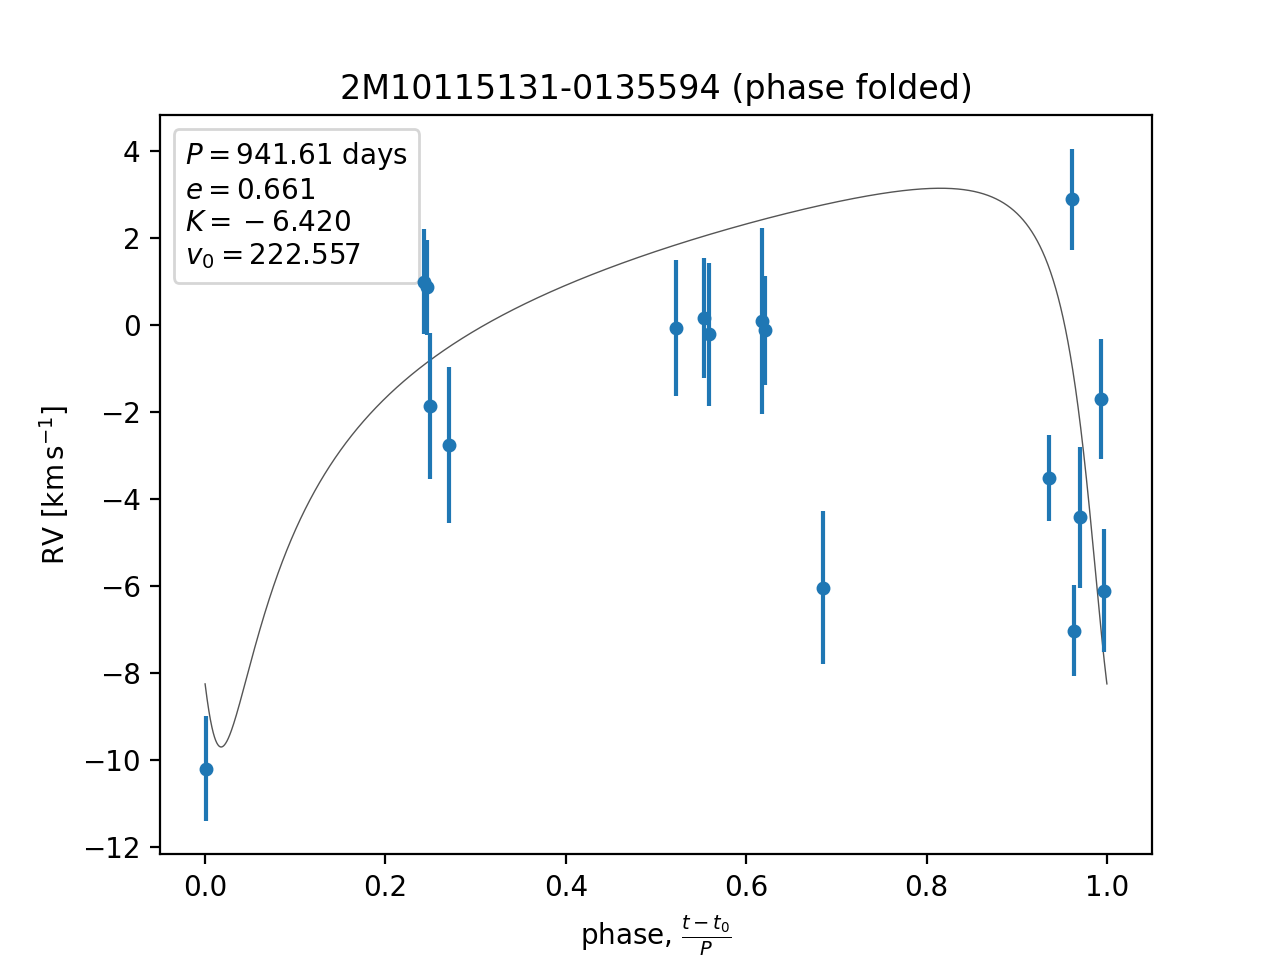 2M10115131-0135594 (phase folded)
P = 941.61 days
e = 0.661
K = −6.420
v₀ = 222.557
4
2
0
−2
−4
−6
−8
−10
−12
RV [km s⁻¹]
0.0 0.2 0.4 0.6 0.8 1.0
phase, (t − t₀)/P